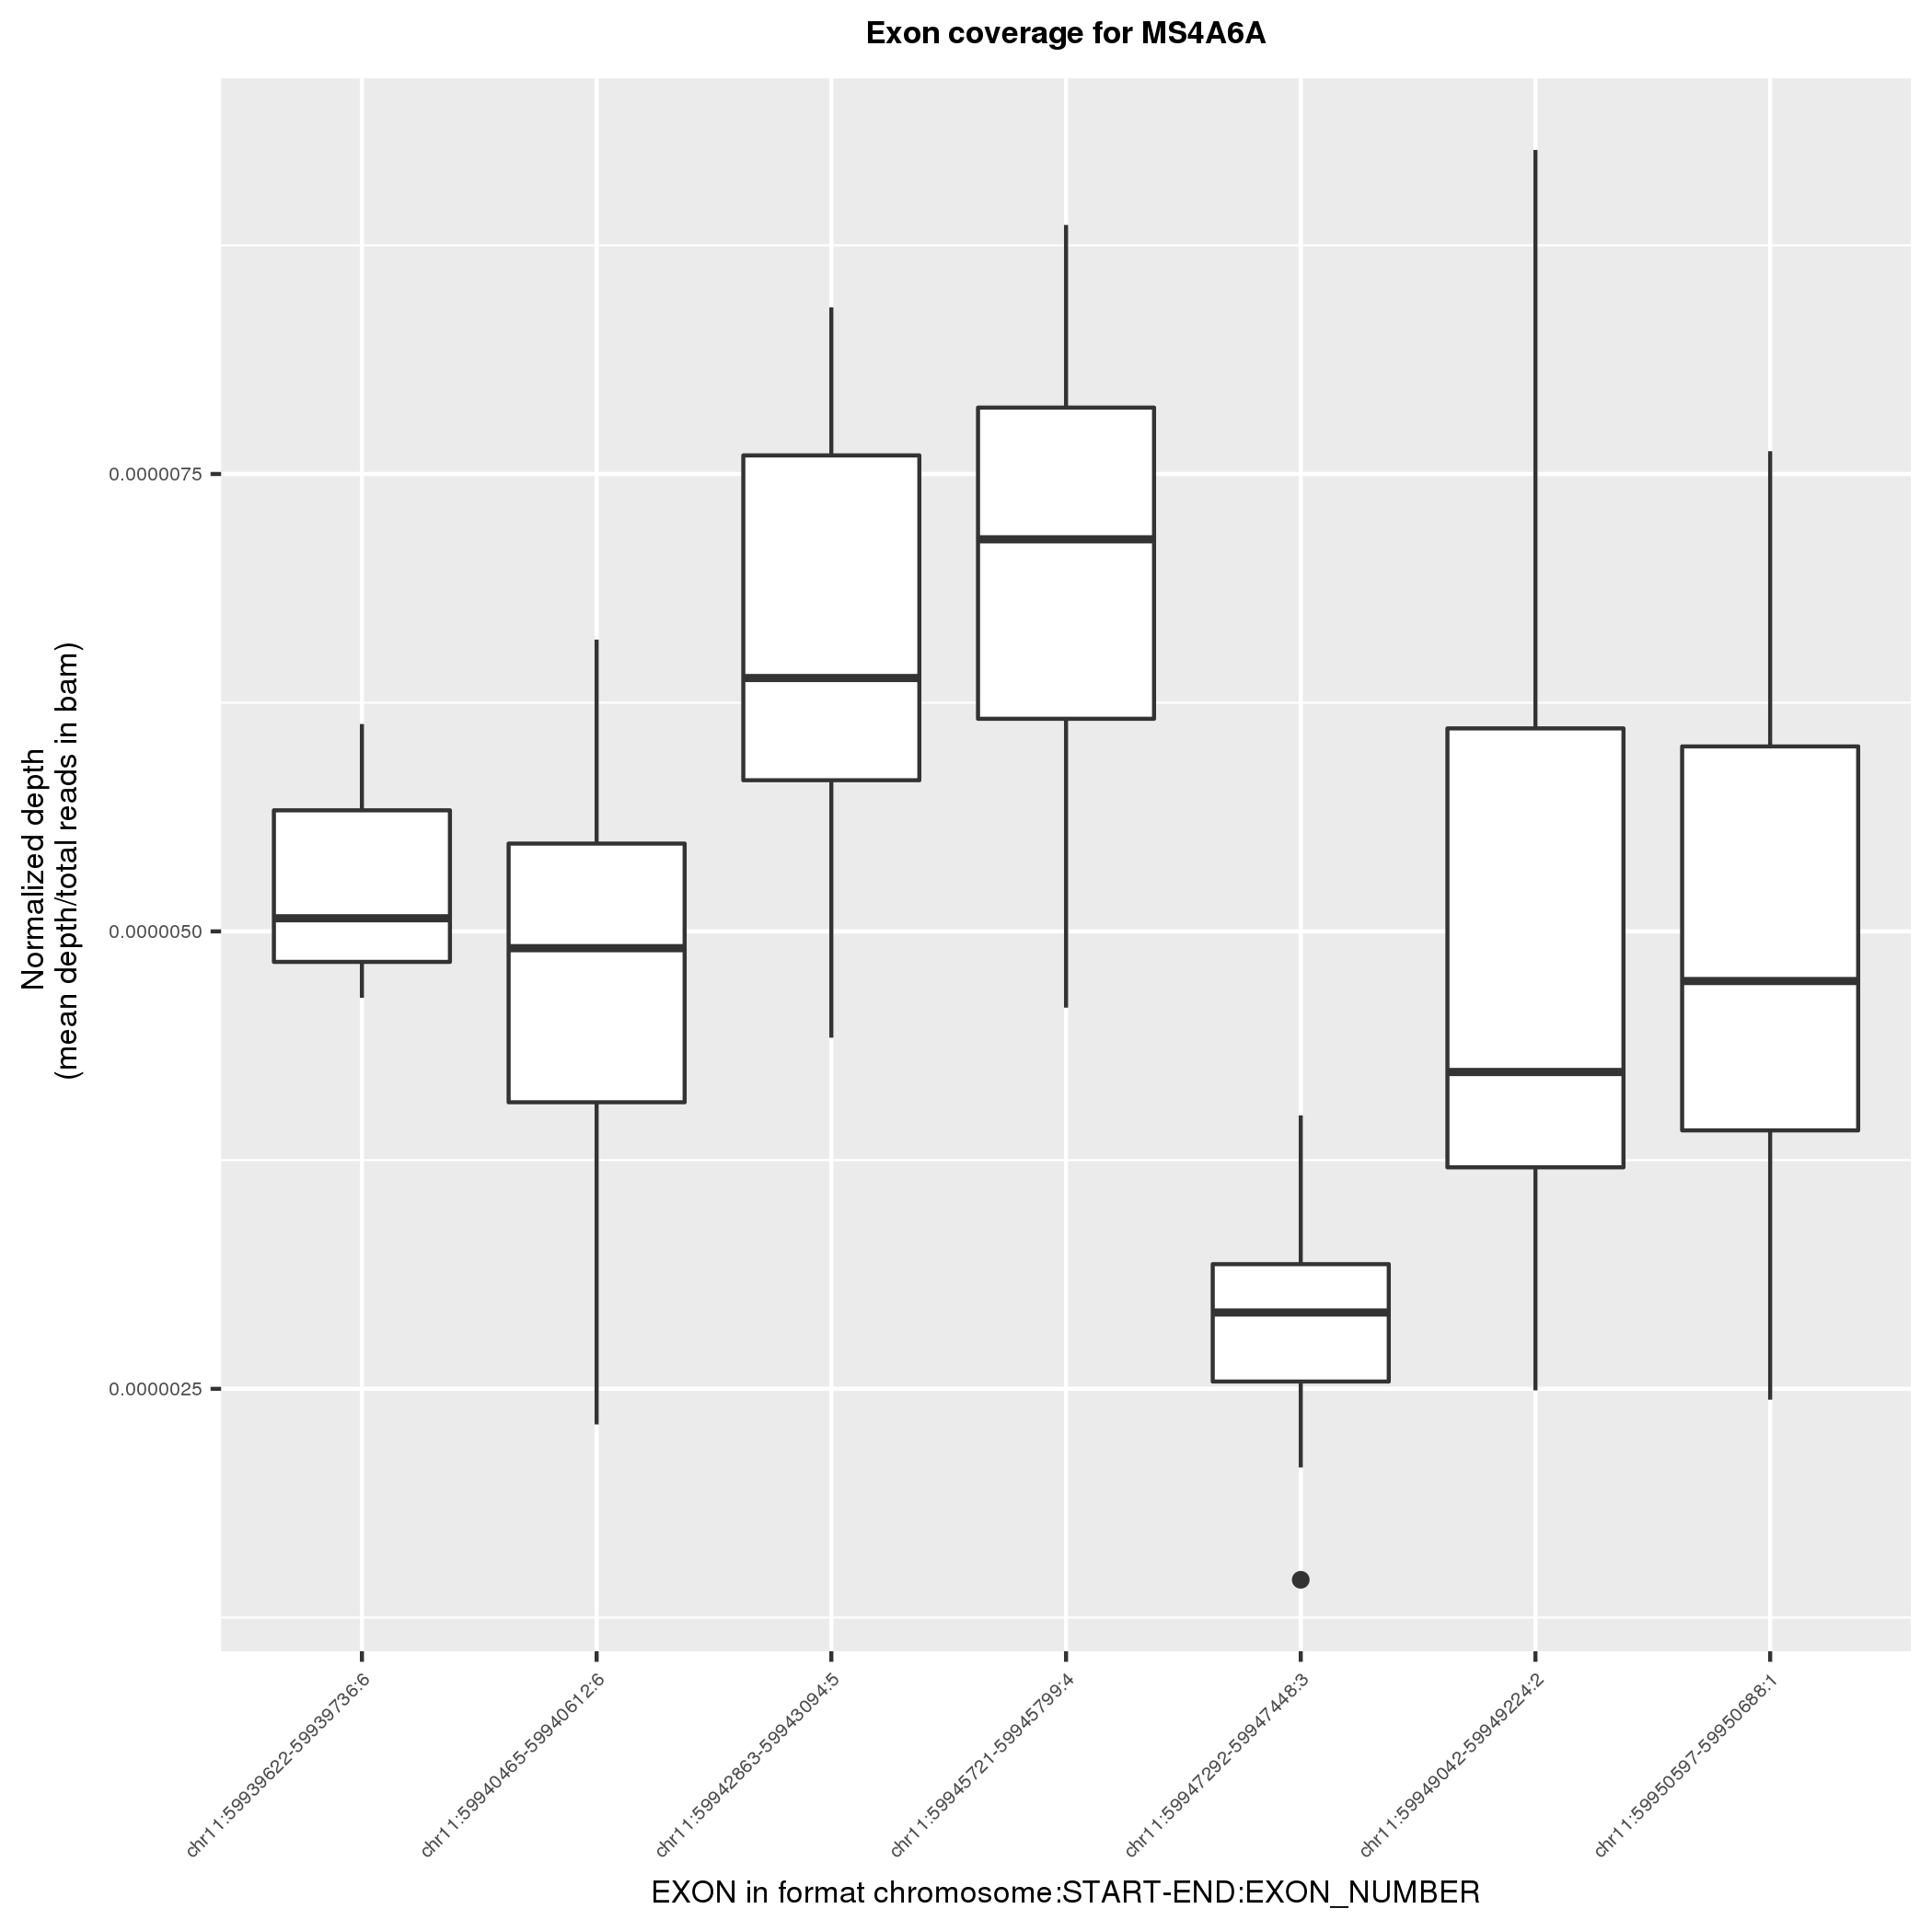 Exon coverage for MS4A6A
Normalized depth
(mean depth/total reads in bam)
0.0000075
0.0000050
0.0000025
chr11:59939622-59939736:6
chr11:59940465-59940612:6
chr11:59942863-59943094:5
chr11:59945721-59945799:4
chr11:59947292-59947448:3
chr11:59949042-59949224:2
chr11:59950597-59950688:1
EXON in format chromosome:START-END:EXON_NUMBER